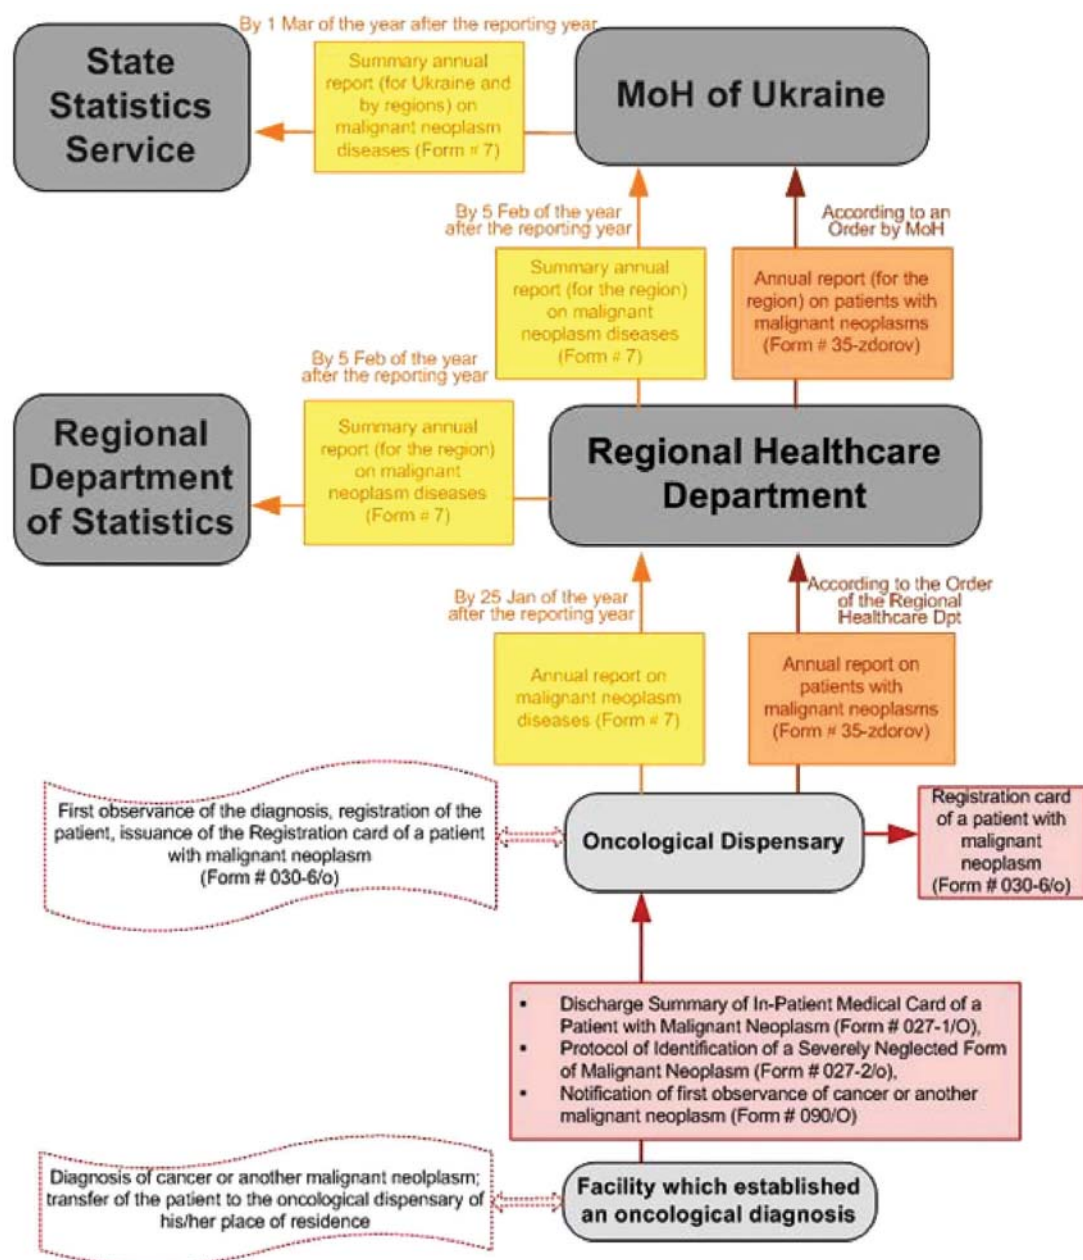 By 1 Mar of the year after the reporting year
State
Statistics
Service
Summary annual
report (for Ukraine and
by regions) on
malignant neoplasm
diseases (Form # 7)
MoH of Ukraine
By 5 Feb of the year
after the reporting year
According to an
Order by MoH
Summary annual
report (for the region)
on malignant
neoplasm diseases
(Form # 7)
Annual report (for the
region) on patients with
malignant neoplasms
(Form # 35-zdorov)
By 5 Feb of the year
after the reporting year
Regional
Department
of Statistics
Summary annual
report (for the region)
on malignant
neoplasm diseases
(Form # 7)
Regional Healthcare
Department
By 25 Jan of the year
after the reporting year
According to the Order
of the Regional
Healthcare Dpt
Annual report on
malignant neoplasm
diseases (Form # 7)
Annual report on
patients with
malignant neoplasms
(Form # 35-zdorov)
First observance of the diagnosis, registration of the
patient, issuance of the Registration card of a patient
with malignant neoplasm
(Form # 030-6/o)
Oncological Dispensary
Registration card
of a patient with
malignant
neoplasm
(Form # 030-6/o)
▪ Discharge Summary of In-Patient Medical Card of a
Patient with Malignant Neoplasm (Form # 027-1/O),
▪ Protocol of Identification of a Severely Neglected Form
of Malignant Neoplasm (Form # 027-2/o),
▪ Notification of first observance of cancer or another
malignant neoplasm (Form # 090/O)
Diagnosis of cancer or another malignant neolplasm;
transfer of the patient to the oncological dispensary of
his/her place of residence
Facility which established
an oncological diagnosis